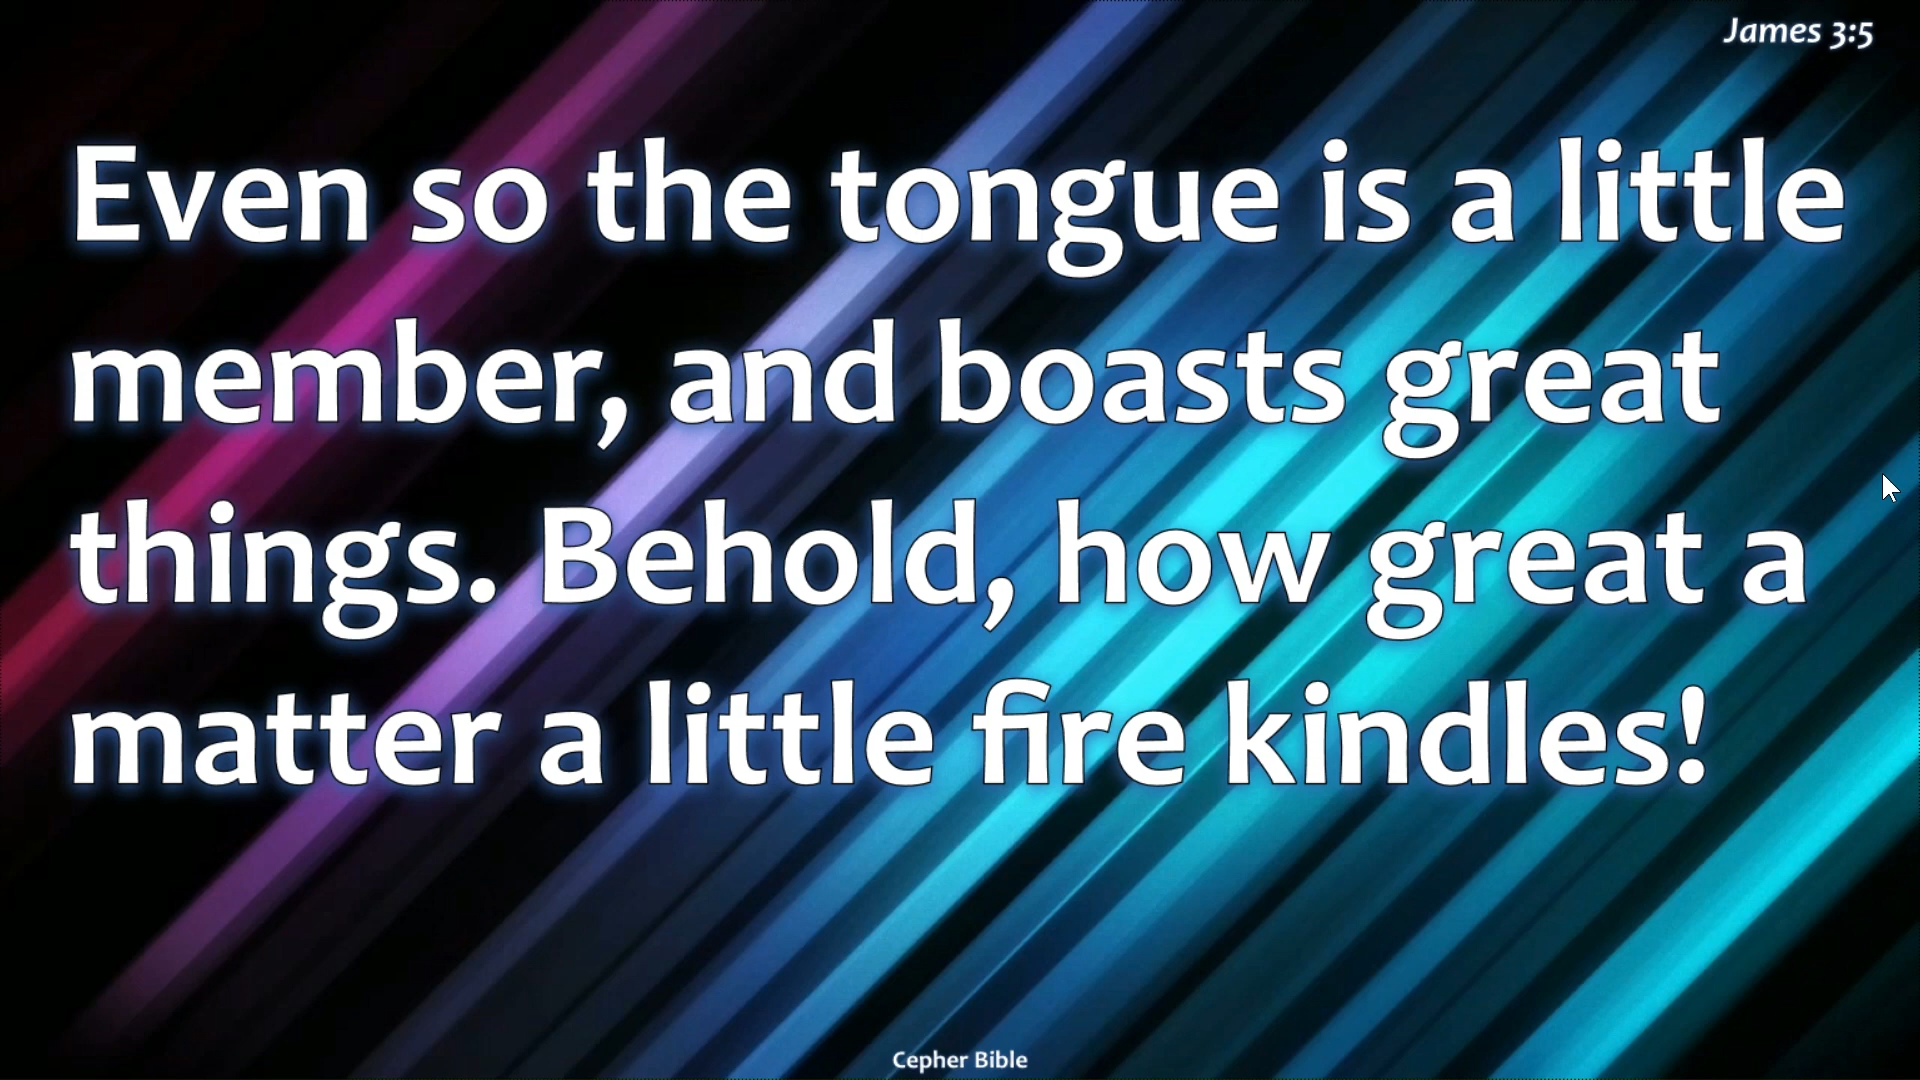 James 3:5
Even so the tongue is a little
member, and boasts great
things. Behold, how great a
matter a little fire kindles!
Cepher Bible